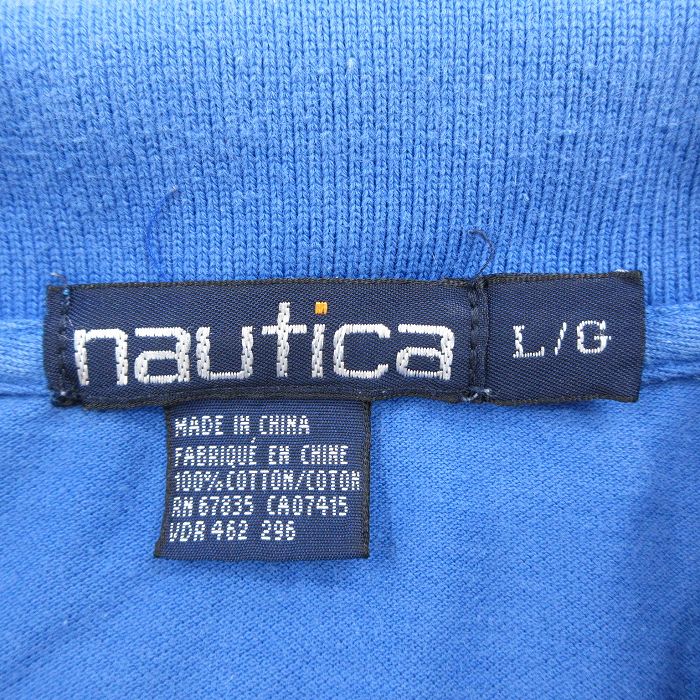 nautica
L/G
MADE IN CHINA
FABRIQUÉ EN CHINE
100% COTTON/COTON
RN 67835 CA07415
VDR 462 296